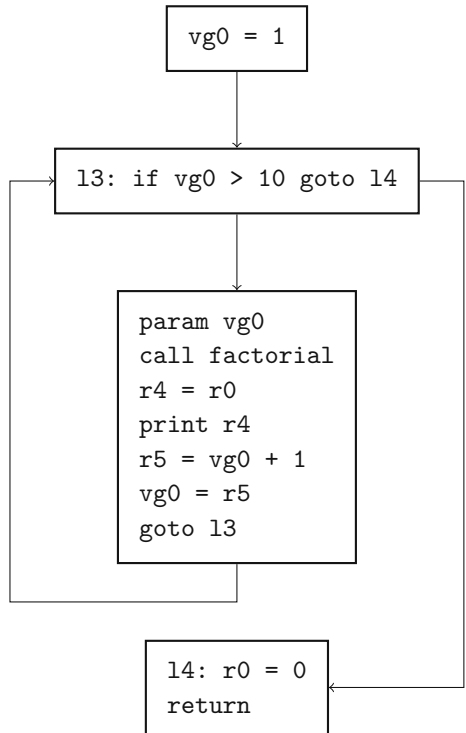 vg0 = 1
l3: if vg0 > 10 goto l4
param vg0
call factorial
r4 = r0
print r4
r5 = vg0 + 1
vg0 = r5
goto l3
l4: r0 = 0
return